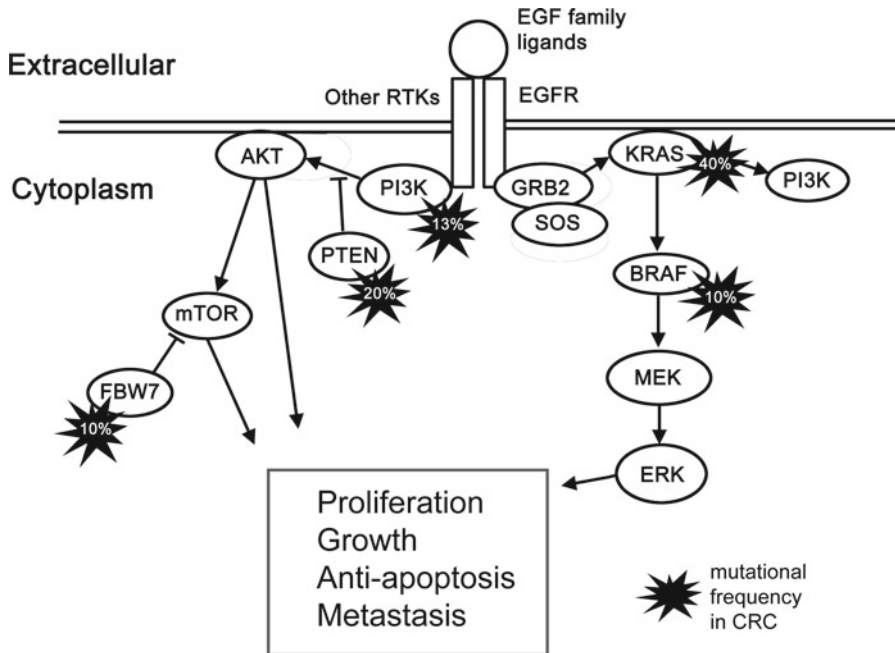 EGF family
ligands
Extracellular
Other RTKs
EGFR
AKT
KRAS
40%
Cytoplasm
PI3K
GRB2
PI3K
13%
SOS
PTEN
20%
BRAF
10%
mTOR
MEK
FBW7
10%
ERK
Proliferation
Growth
Anti-apoptosis
Metastasis
mutational
frequency
in CRC